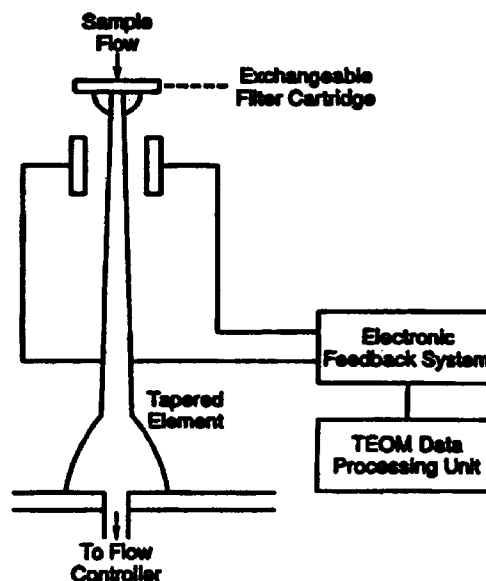 Sample
Flow
Exchangeable
Filter Cartridge
Electronic
Feedback System
Tapered
Element
TEOM Data
Processing Unit
To Flow
Controller